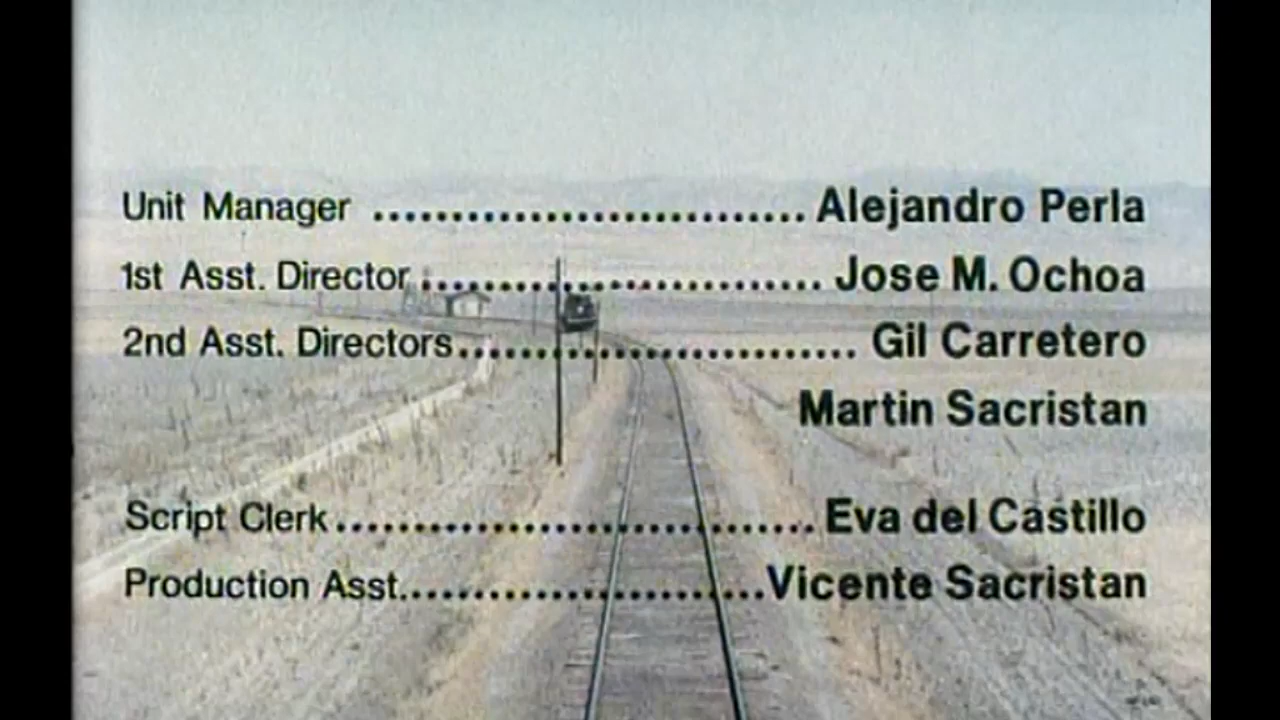 Unit Manager ............................ Alejandro Perla
1st Asst. Director .......................... Jose M. Ochoa
2nd Asst. Directors .......................... Gil Carretero
Martin Sacristan
Script Clerk ............................... Eva del Castillo
Production Asst. ........................ Vicente Sacristan